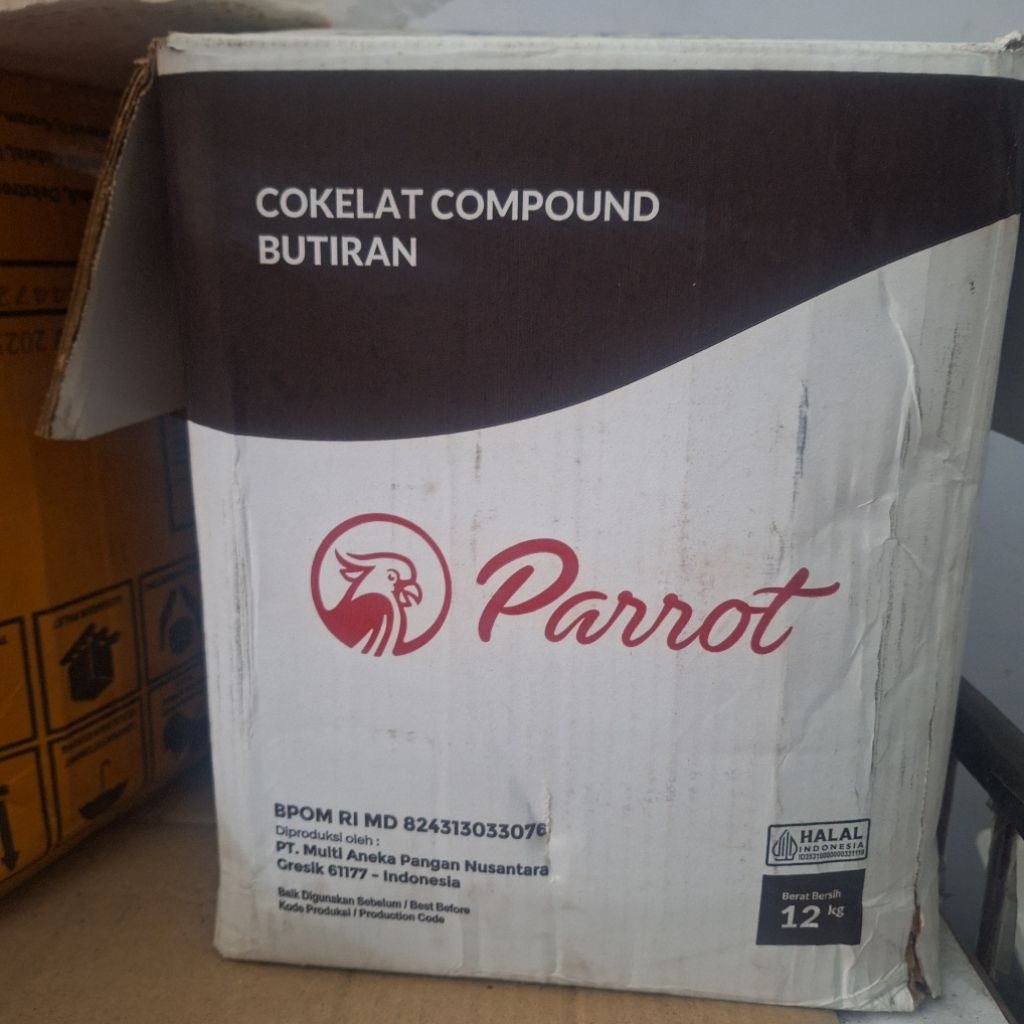 COKELAT COMPOUND
BUTIRAN
Parrot
BPOM RI MD 824313033076
Diproduksi oleh :
PT. Multi Aneka Pangan Nusantara
Gresik 61177 - Indonesia
Baik Digunakan Sebelum / Best Before
Kode Produksi / Production Code
HALAL
INDONESIA
Berat Bersih
12 kg